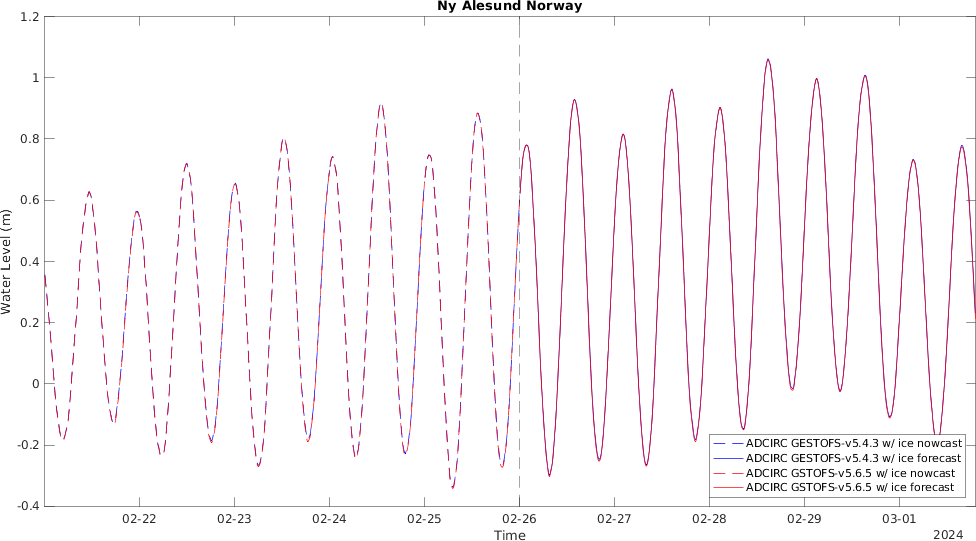 Ny Alesund Norway
1.2
1
0.8
0.6
0.4
0.2
0
-0.2
-0.4
Water Level (m)
ADCIRC GESTOFS-v5.4.3 w/ ice nowcast
ADCIRC GESTOFS-v5.4.3 w/ ice forecast
ADCIRC GSTOFS-v5.6.5 w/ ice nowcast
ADCIRC GSTOFS-v5.6.5 w/ ice forecast
02-22 02-23 02-24 02-25 02-26 02-27 02-28 02-29 03-01
Time
2024